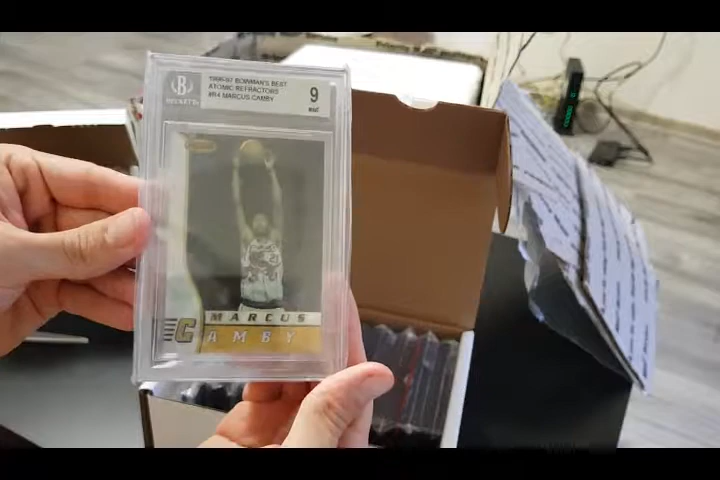 1996-97 BOWMAN'S BEST
ATOMIC REFRACTORS
#R4 MARCUS CAMBY
9
MINT
B
BECKETT
MARCUS
CAMBY